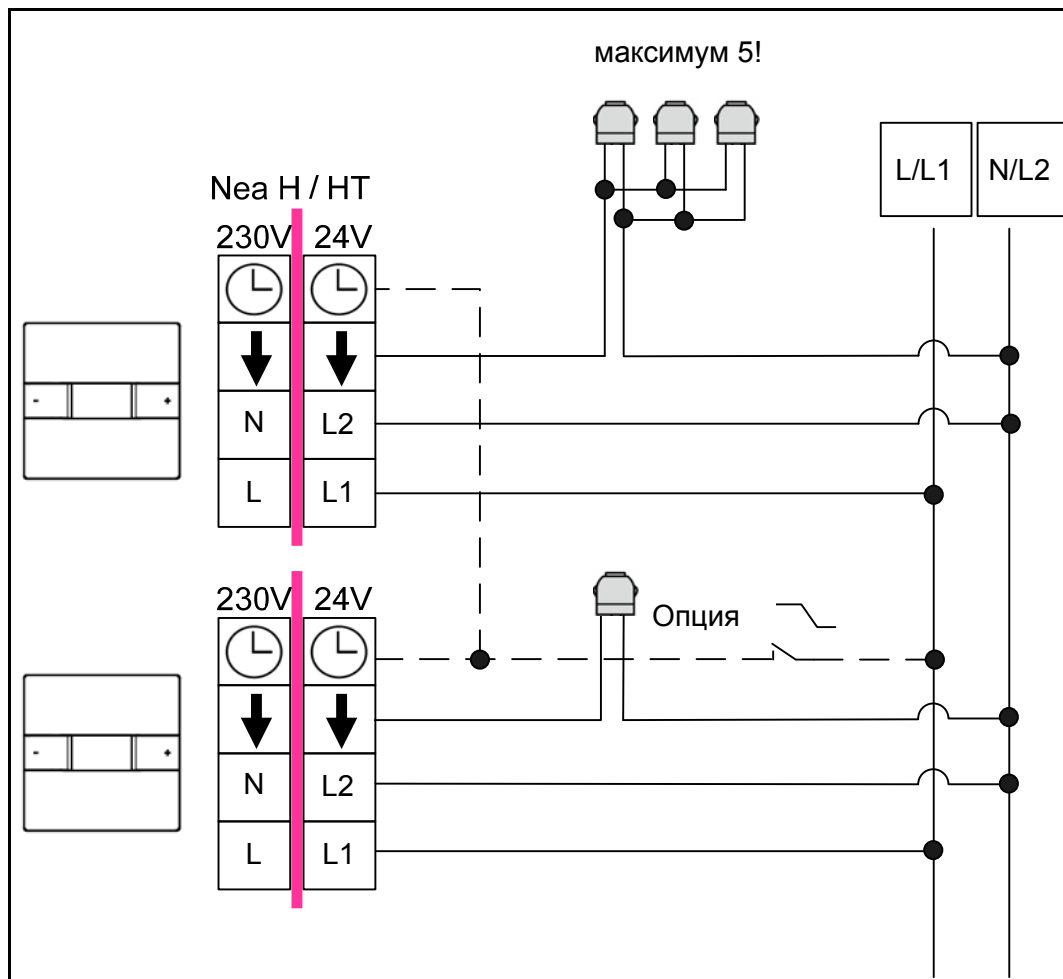 максимум 5!
L/L1 N/L2
Nea H / HT
230V 24V
- +
N L2
L L1
230V 24V
Опция
- +
N L2
L L1